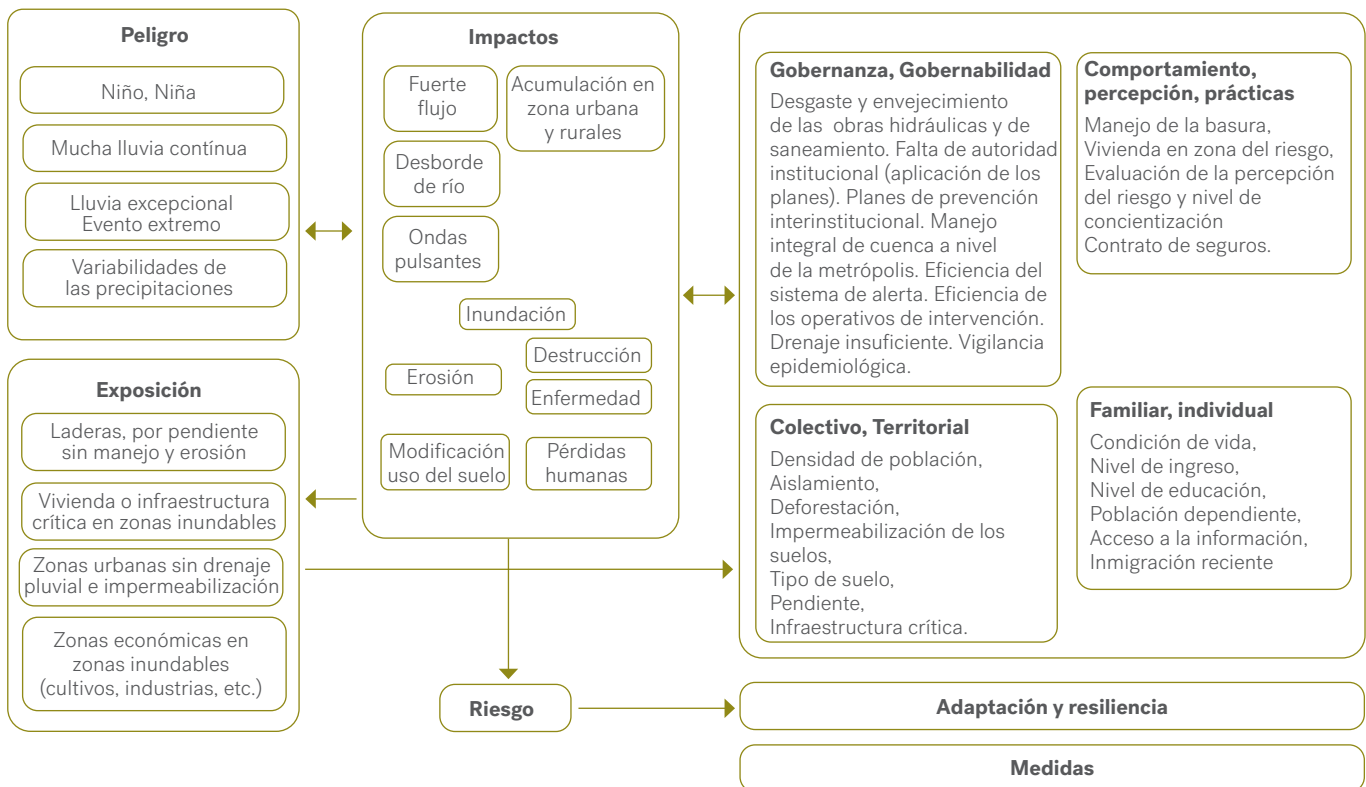 Peligro
Niño, Niña
Mucha lluvia contínua
Lluvia excepcional
Evento extremo
Variabilidades de
las precipitaciones
Exposición
Laderas, por pendiente
sin manejo y erosión
Vivienda o infraestructura
crítica en zonas inundables
Zonas urbanas sin drenaje
pluvial e impermeabilización
Zonas económicas en
zonas inundables
(cultivos, industrias, etc.)
Impactos
Fuerte
flujo
Acumulación en
zona urbana
y rurales
Desborde
de río
Ondas
pulsantes
Inundación
Destrucción
Erosión
Enfermedad
Modificación
uso del suelo
Pérdidas
humanas
Gobernanza, Gobernabilidad
Desgaste y envejecimiento
de las obras hidráulicas y de
saneamiento. Falta de autoridad
institucional (aplicación de los
planes). Planes de prevención
interinstitucional. Manejo
integral de cuenca a nivel
de la metrópolis. Eficiencia del
sistema de alerta. Eficiencia de
los operativos de intervención.
Drenaje insuficiente. Vigilancia
epidemiológica.
Comportamiento,
percepción, prácticas
Manejo de la basura,
Vivienda en zona del riesgo,
Evaluación de la percepción
del riesgo y nivel de
concientización
Contrato de seguros.
Colectivo, Territorial
Densidad de población,
Aislamiento,
Deforestación,
Impermeabilización de los
suelos,
Tipo de suelo,
Pendiente,
Infraestructura crítica.
Familiar, individual
Condición de vida,
Nivel de ingreso,
Nivel de educación,
Población dependiente,
Acceso a la información,
Inmigración reciente
Riesgo
Adaptación y resiliencia
Medidas